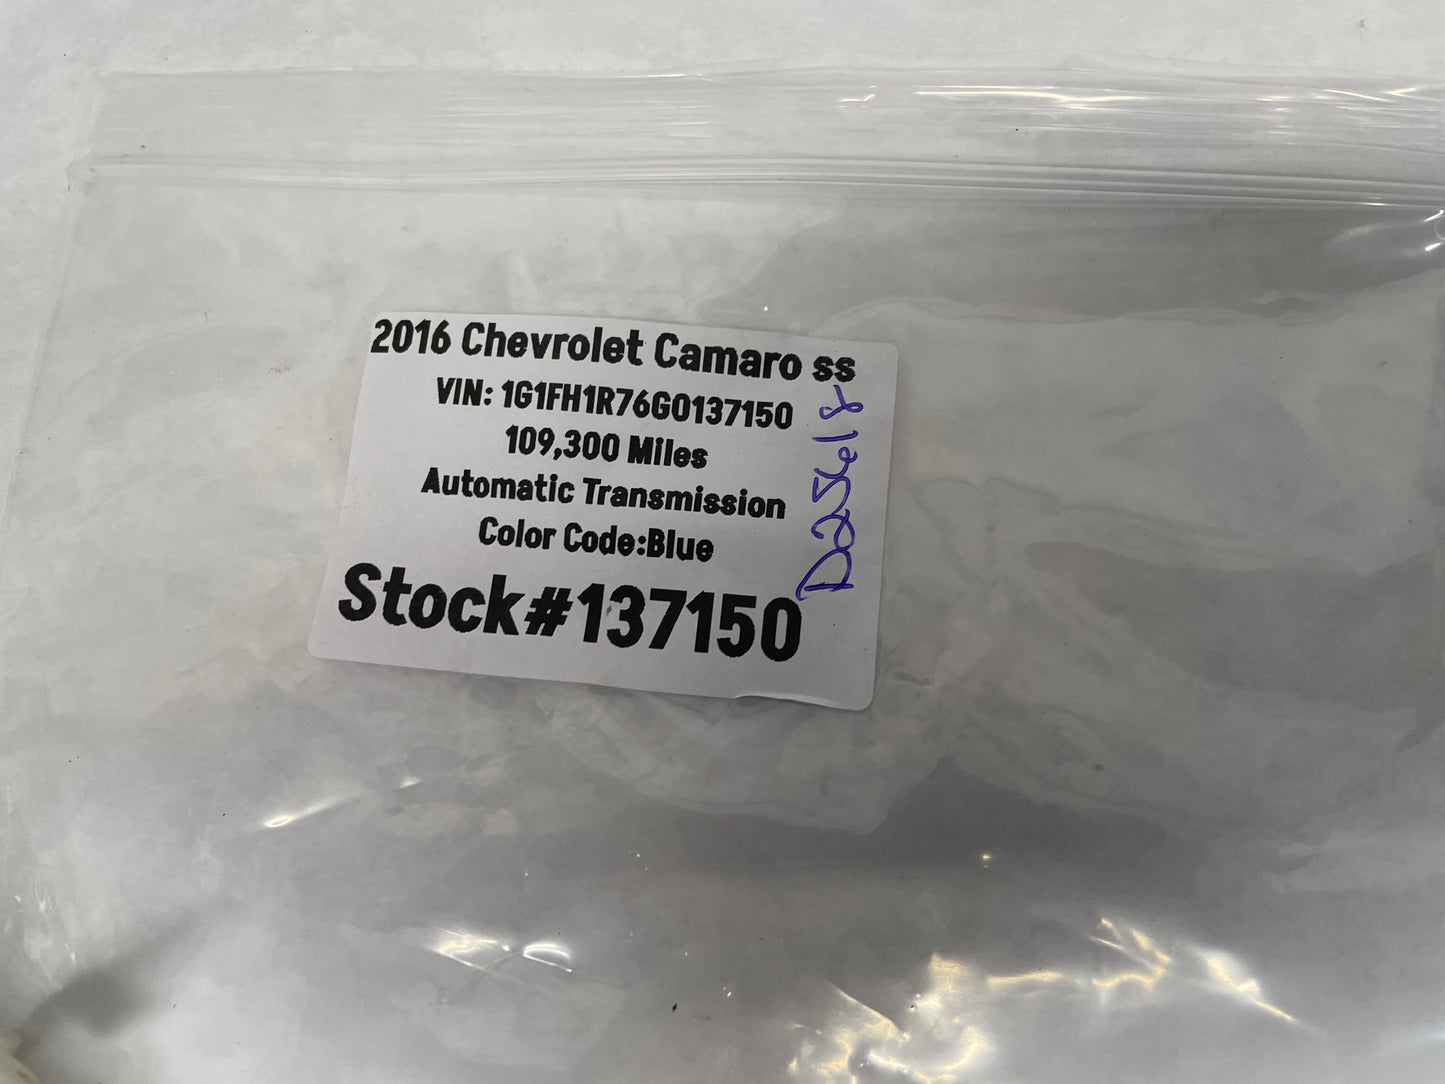 2016 Chevrolet Camaro ss
VIN: 1G1FH1R76G0137150
109,300 Miles
Automatic Transmission
Color Code:Blue
Stock#137150